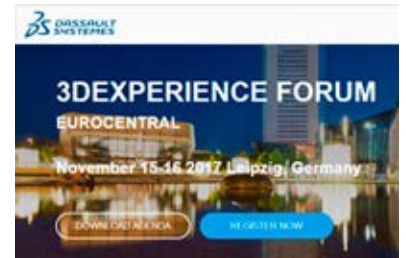 DASSAULT
SYSTEMES
3DEXPERIENCE FORUM
EUROCENTRAL
November 15-16 2017 Leipzig, Germany
DOWNLOAD AGENDA
REGISTER NOW